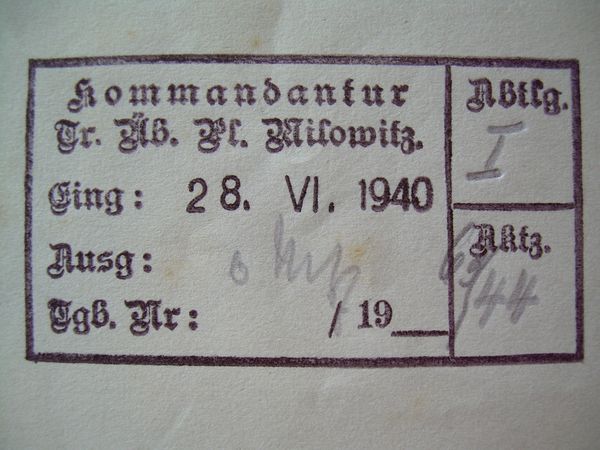 Kommandantur
Tr. Üb. Pl. Milowitz.
Eing: 28. VI. 1940
Ausg:
Tgb. Nr: / 19
Abtlg.
I
Aktz.